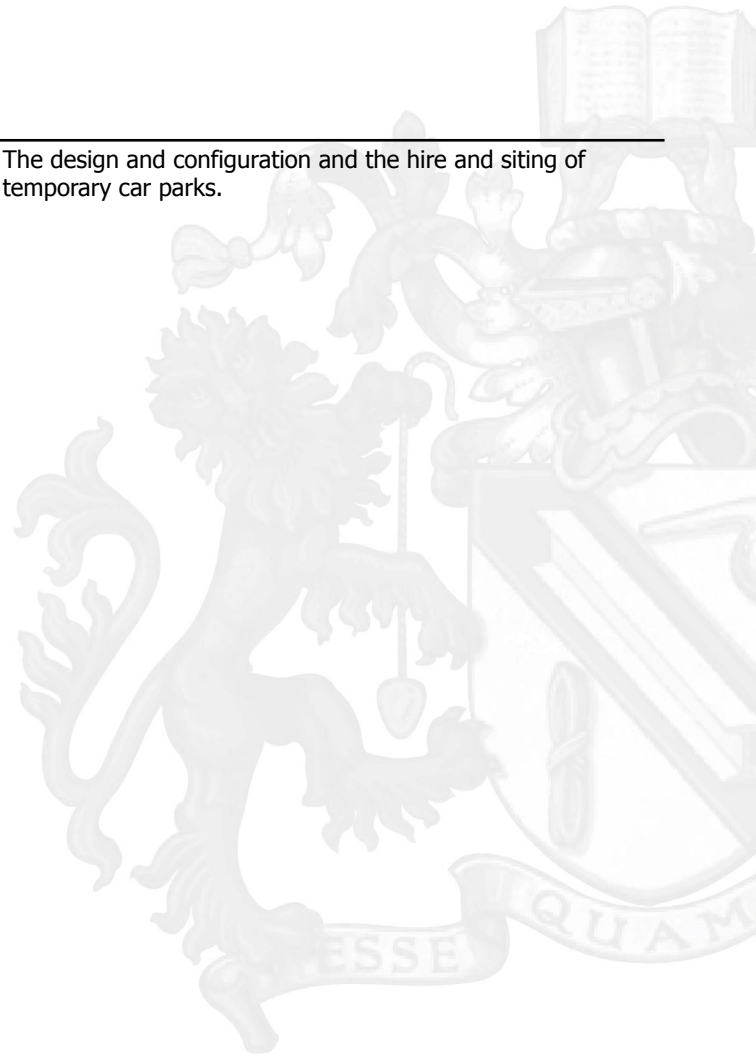 The design and configuration and the hire and siting of
temporary car parks.
ESSE
QUAM